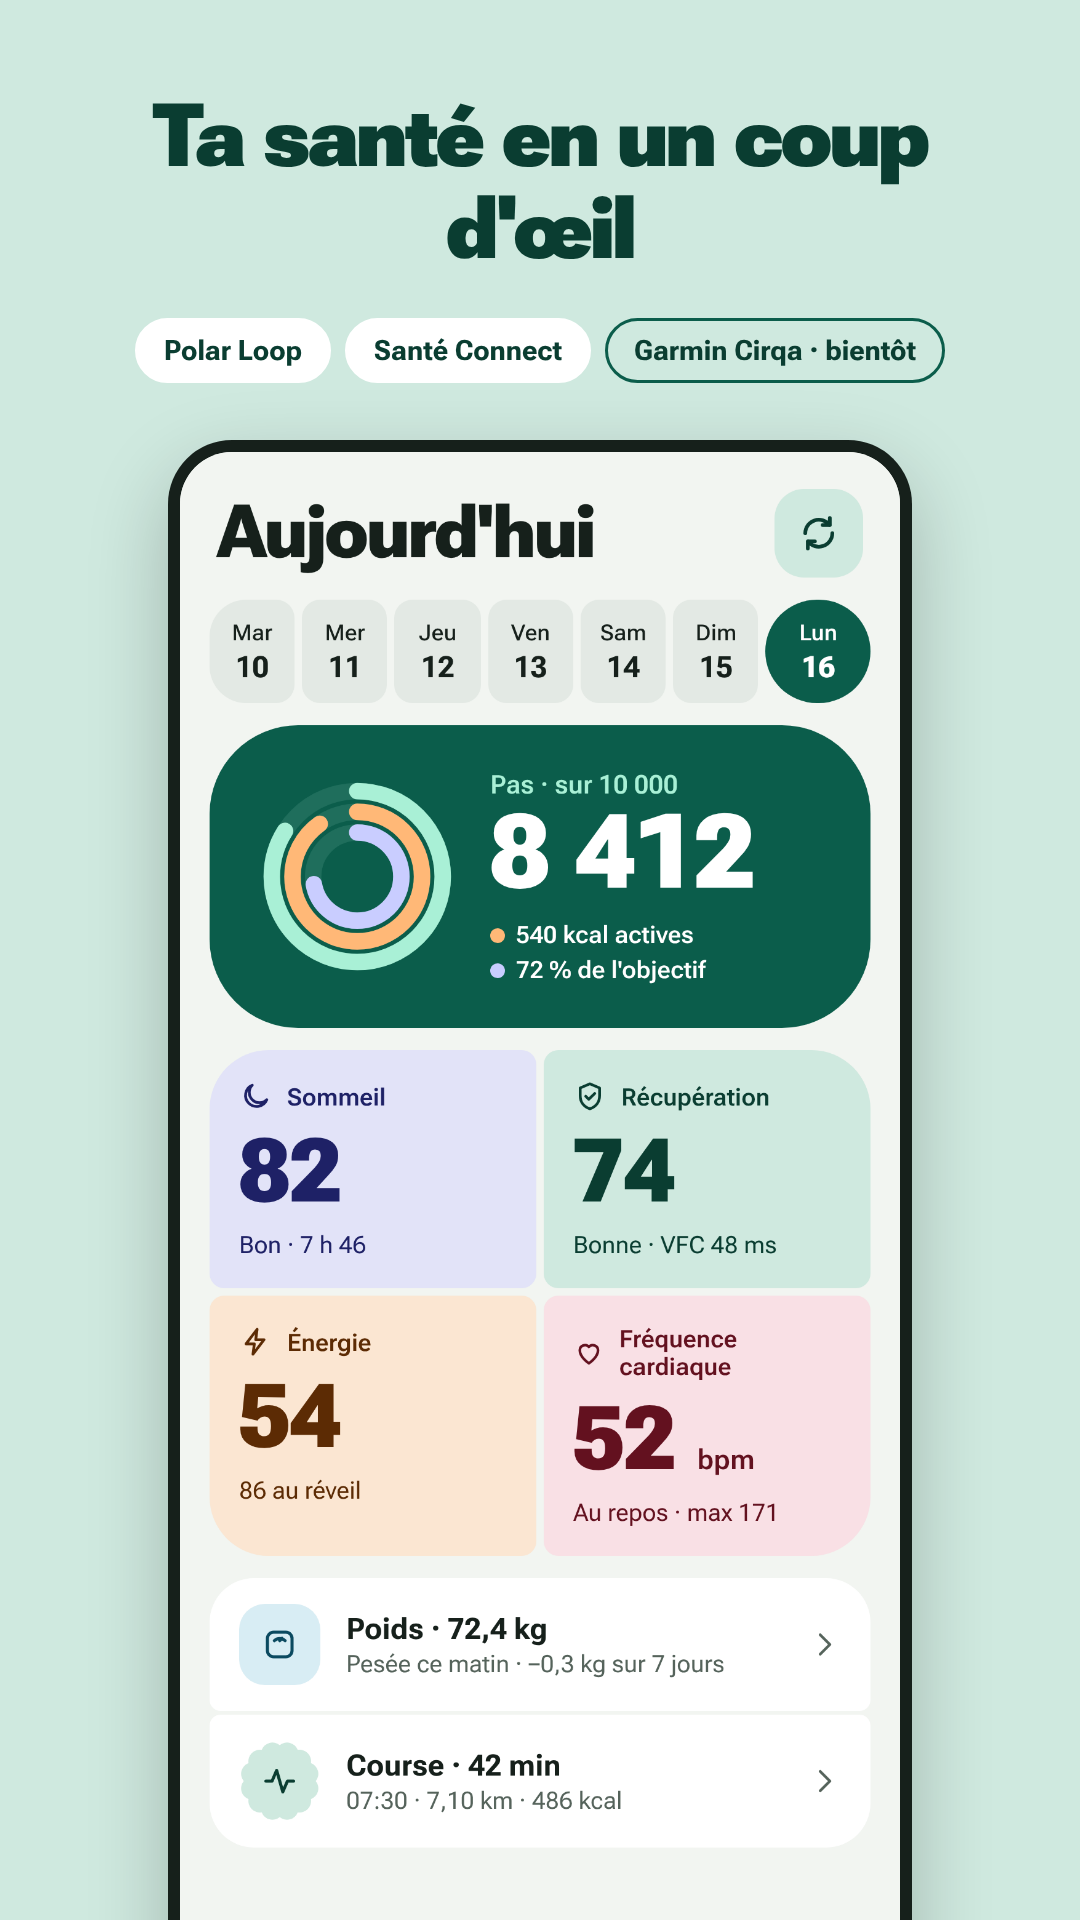 Ta santé en un coup
d'œil
Polar Loop
Santé Connect
Garmin Cirqa · bientôt
Aujourd'hui
Mar
10
Mer
11
Jeu
12
Ven
13
Sam
14
Dim
15
Lun
16
Pas · sur 10 000
8 412
540 kcal actives
72 % de l'objectif
Sommeil
82
Bon · 7 h 46
Récupération
74
Bonne · VFC 48 ms
Énergie
54
86 au réveil
Fréquence
cardiaque
52 bpm
Au repos · max 171
Poids · 72,4 kg
Pesée ce matin · −0,3 kg sur 7 jours
Course · 42 min
07:30 · 7,10 km · 486 kcal